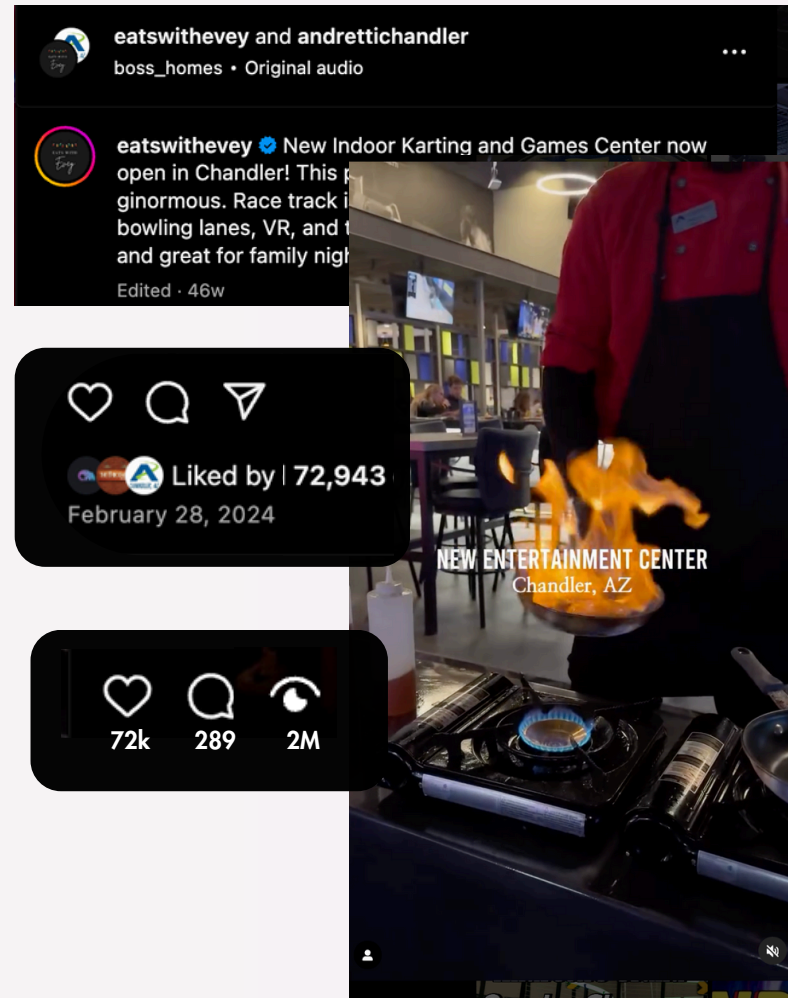 eatswithevey and andrettichandler
boss_homes • Original audio
eatswithevey New Indoor Karting and Games Center now
open in Chandler! This
ginormous. Race track
bowling lanes, VR, and
and great for family
Edited · 46w
NEW ENTERTAINMENT CENTER
Chandler, AZ
Liked by 72,943
February 28, 2024
72k 289 2M